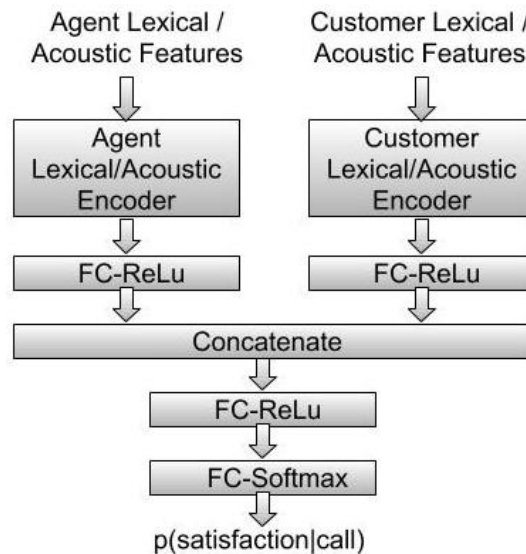 Agent Lexical /
Acoustic Features
Customer Lexical /
Acoustic Features
Agent
Lexical/Acoustic
Encoder
Customer
Lexical/Acoustic
Encoder
FC-ReLu
FC-ReLu
Concatenate
FC-ReLu
FC-Softmax
p(satisfaction|call)